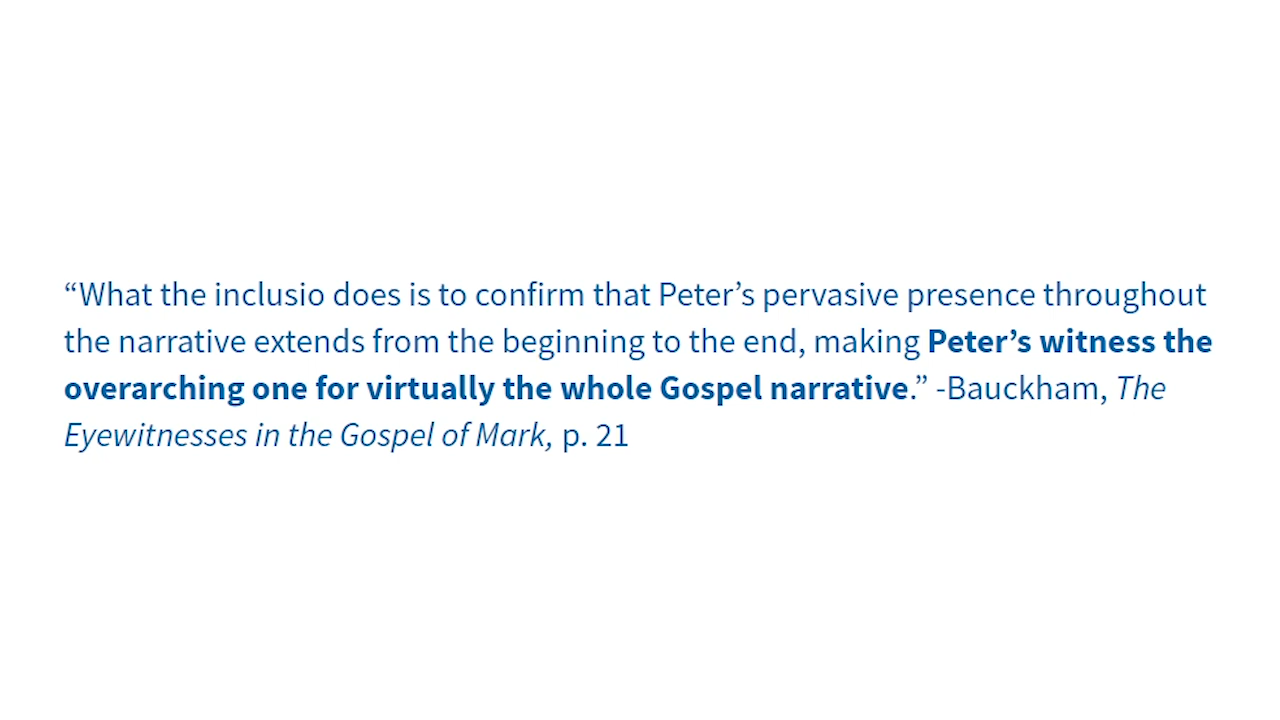 “What the inclusio does is to confirm that Peter’s pervasive presence throughout
the narrative extends from the beginning to the end, making Peter’s witness the
overarching one for virtually the whole Gospel narrative.” -Bauckham, The
Eyewitnesses in the Gospel of Mark, p. 21